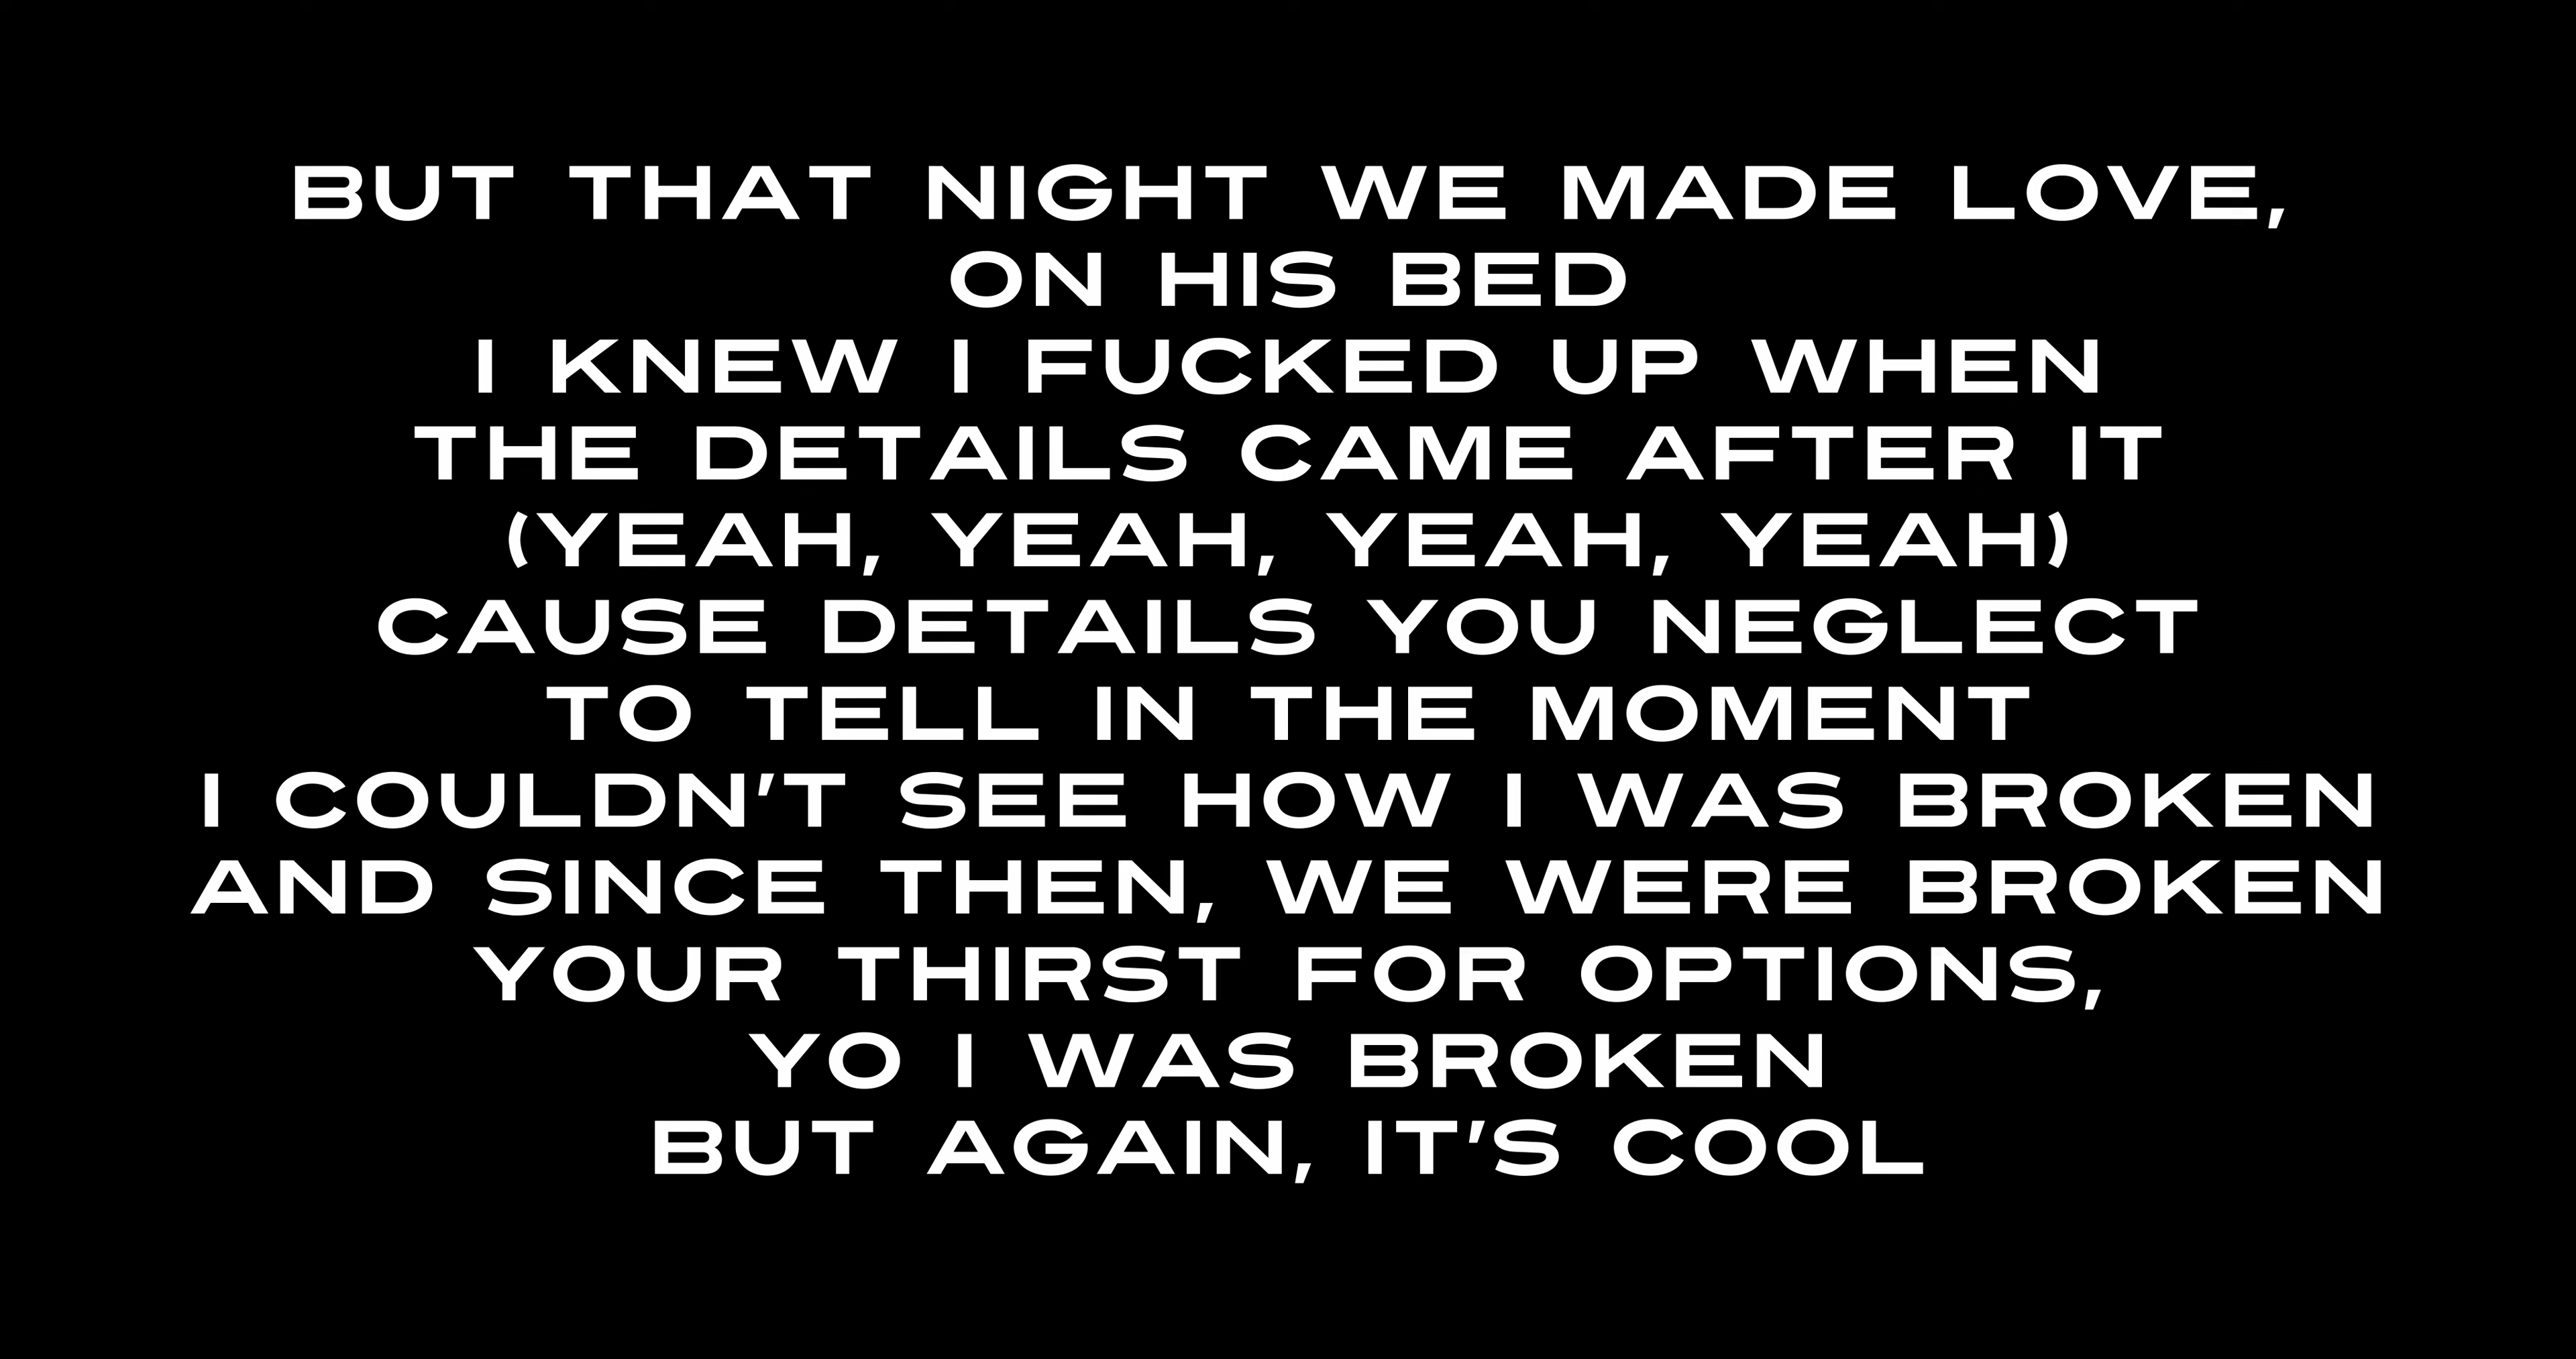 BUT THAT NIGHT WE MADE LOVE,
ON HIS BED
I KNEW I FUCKED UP WHEN
THE DETAILS CAME AFTER IT
(YEAH, YEAH, YEAH, YEAH)
CAUSE DETAILS YOU NEGLECT
TO TELL IN THE MOMENT
I COULDN'T SEE HOW I WAS BROKEN
AND SINCE THEN, WE WERE BROKEN
YOUR THIRST FOR OPTIONS,
YO I WAS BROKEN
BUT AGAIN, IT'S COOL